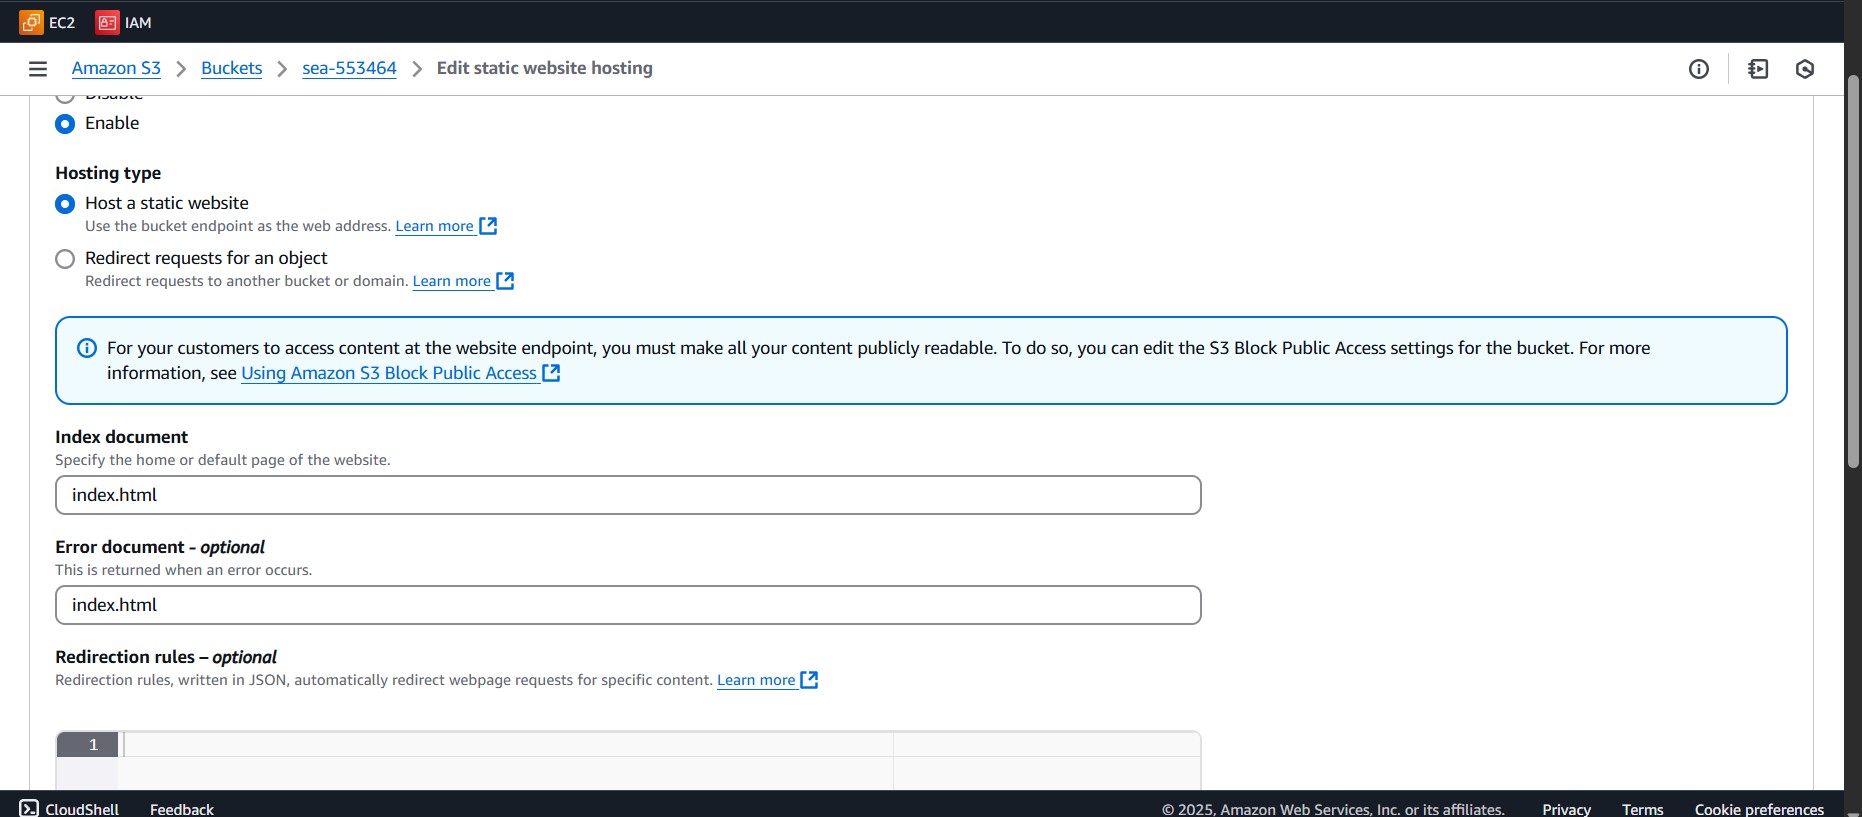 EC2 IAM
Amazon S3 > Buckets > sea-553464 > Edit static website hosting
Disable
Enable
Hosting type
Host a static website
Use the bucket endpoint as the web address. Learn more
Redirect requests for an object
Redirect requests to another bucket or domain. Learn more
For your customers to access content at the website endpoint, you must make all your content publicly readable. To do so, you can edit the S3 Block Public Access settings for the bucket. For more
information, see Using Amazon S3 Block Public Access
Index document
Specify the home or default page of the website.
index.html
Error document - optional
This is returned when an error occurs.
index.html
Redirection rules – optional
Redirection rules, written in JSON, automatically redirect webpage requests for specific content. Learn more
1
CloudShell Feedback © 2025, Amazon Web Services, Inc. or its affiliates. Privacy Terms Cookie preferences